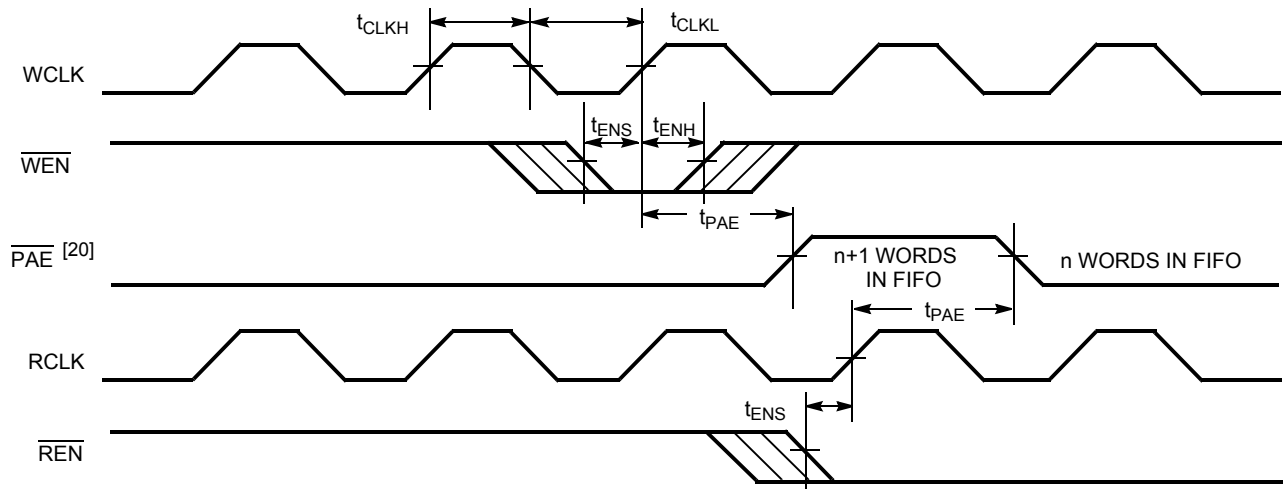 tCLKH
tCLKL
WCLK
tENS
tENH
WEN
tPAE
PAE [20]
n+1 WORDS
IN FIFO
n WORDS IN FIFO
tPAE
RCLK
tENS
REN